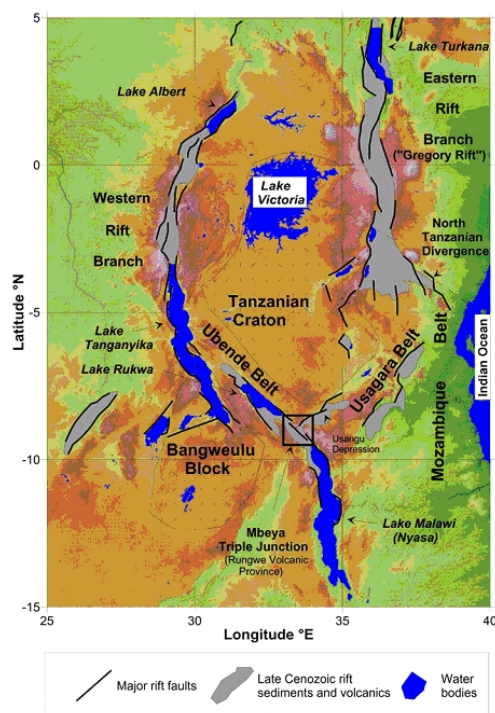 5
Lake Turkana
Eastern
Rift
Branch
("Gregory Rift")
Lake Albert
0
Lake
Victoria
Western
Rift
Branch
North
Tanzanian
Divergence
Latitude °N
-5
Tanzanian
Craton
Lake
Tanganyika
Lake Rukwa
Ubende Belt
Usagara Belt
Mozambique Belt
Indian Ocean
Usangu
Depression
Bangweulu
Block
-10
Mbeya
Triple Junction
(Rungwe Volcanic
Province)
Lake Malawi
(Nyasa)
-15
25
30
35
40
Longitude °E
Major rift faults
Late Cenozoic rift
sediments and volcanics
Water
bodies